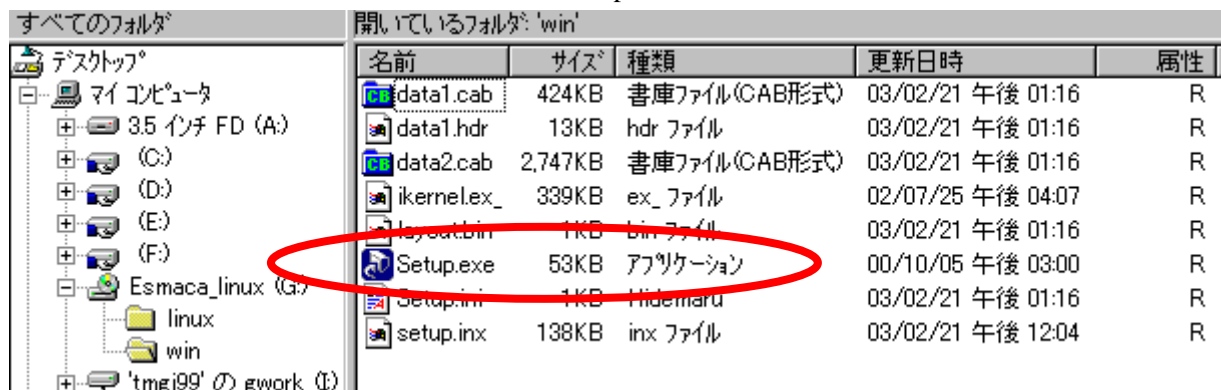 すべてのフォルダ
開いているフォルダ: 'win'
デスクトップ
マイ コンピュータ
3.5 インチ FD (A:)
(C:)
(D:)
(E:)
(F:)
Esmaca_linux (G:)
linux
win
'tmgi99' の gwork (I:)
名前 サイズ 種類 更新日時 属性
data1.cab 424KB 書庫ファイル(CAB形式) 03/02/21 午後 01:16 R
data1.hdr 13KB hdr ファイル 03/02/21 午後 01:16 R
data2.cab 2,747KB 書庫ファイル(CAB形式) 03/02/21 午後 01:16 R
ikernel.ex_ 339KB ex_ ファイル 02/07/25 午後 04:07 R
layout.bin 1KB bin ファイル 03/02/21 午後 01:16 R
Setup.exe 53KB アプリケーション 00/10/05 午後 03:00 R
Setup.ini 1KB Hidemaru 03/02/21 午後 01:16 R
setup.inx 138KB inx ファイル 03/02/21 午後 12:04 R